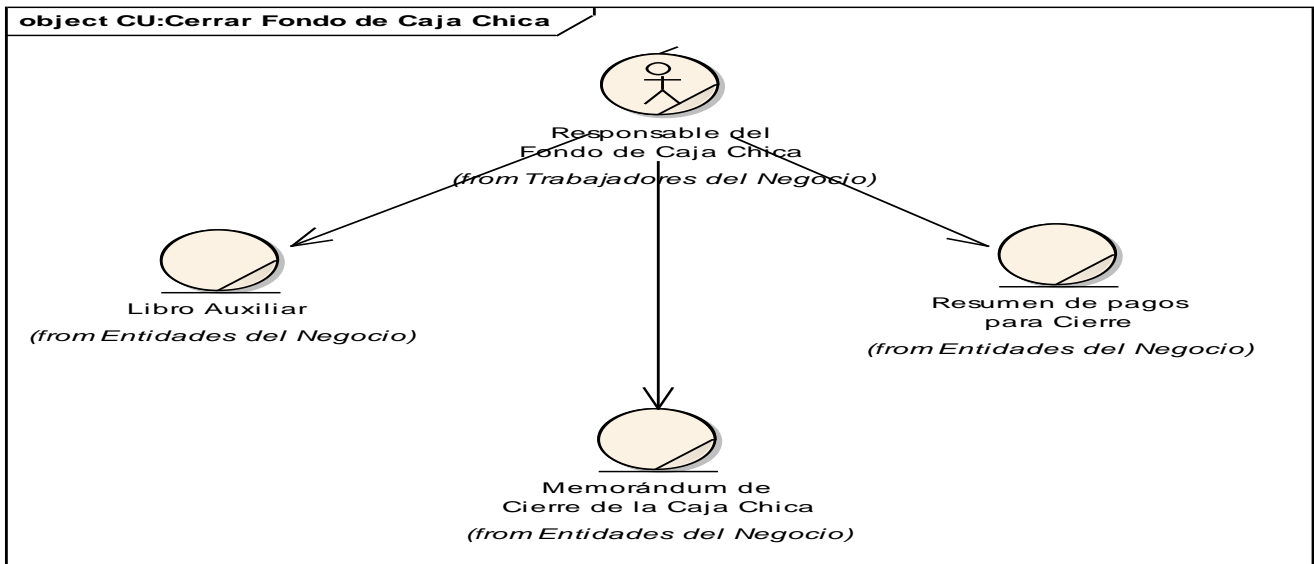 object CU:Cerrar Fondo de Caja Chica
Responsable del
Fondo de Caja Chica
(from Trabajadores del Negocio)
Libro Auxiliar
(from Entidades del Negocio)
Resumen de pagos
para Cierre
(from Entidades del Negocio)
Memorándum de
Cierre de la Caja Chica
(from Entidades del Negocio)